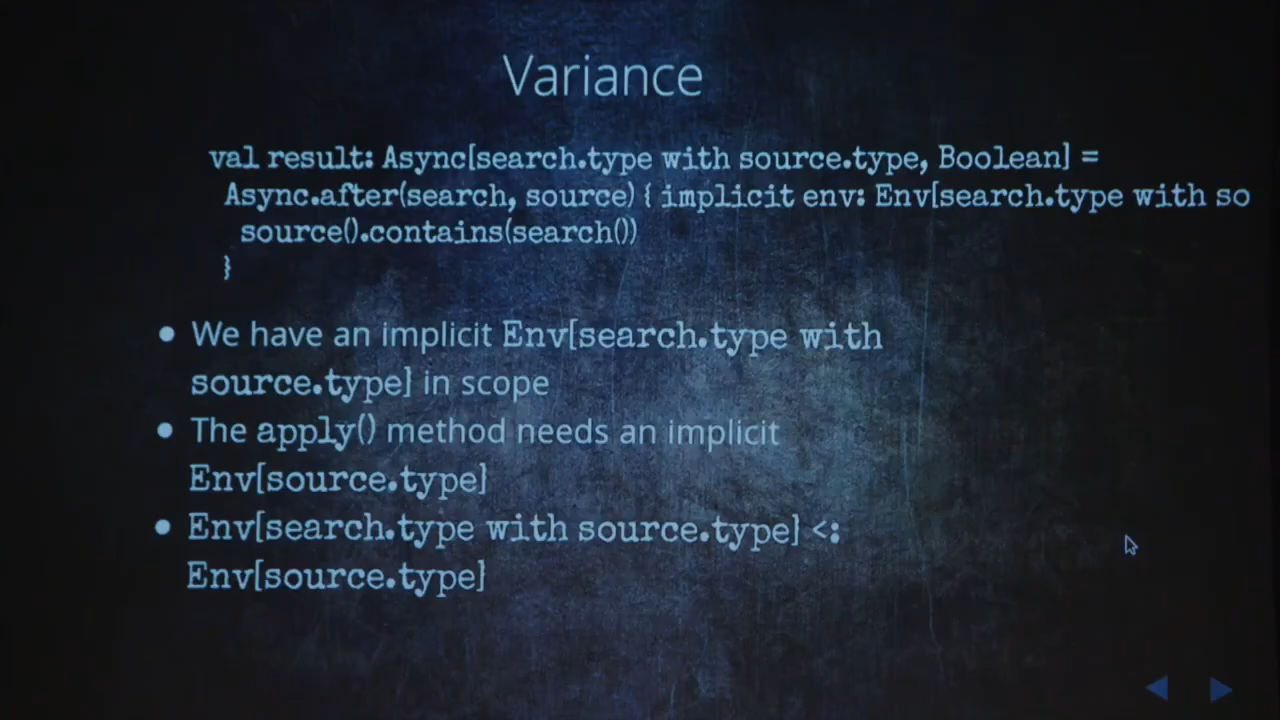 Variance
val result: Async[search.type with source.type, Boolean] =
Async.after(search, source) { implicit env: Env[search.type with so
source().contains(search())
}
• We have an implicit Env[search.type with
source.type] in scope
• The apply() method needs an implicit
Env[source.type]
• Env[search.type with source.type] <:
Env[source.type]